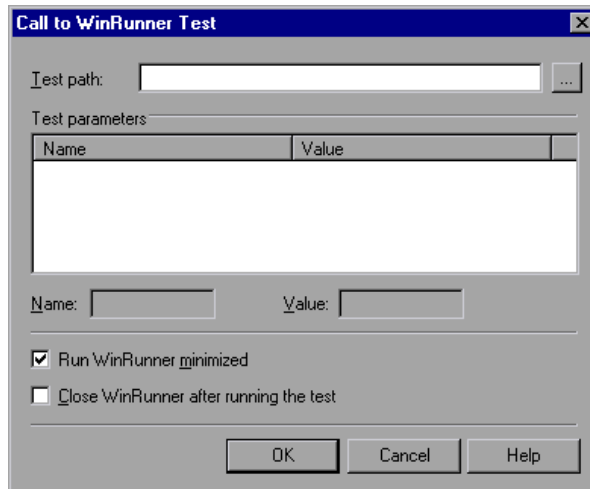 Call to WinRunner Test
Test path:
...
Test parameters
Name Value
Name: Value:
Run WinRunner minimized
Close WinRunner after running the test
OK Cancel Help